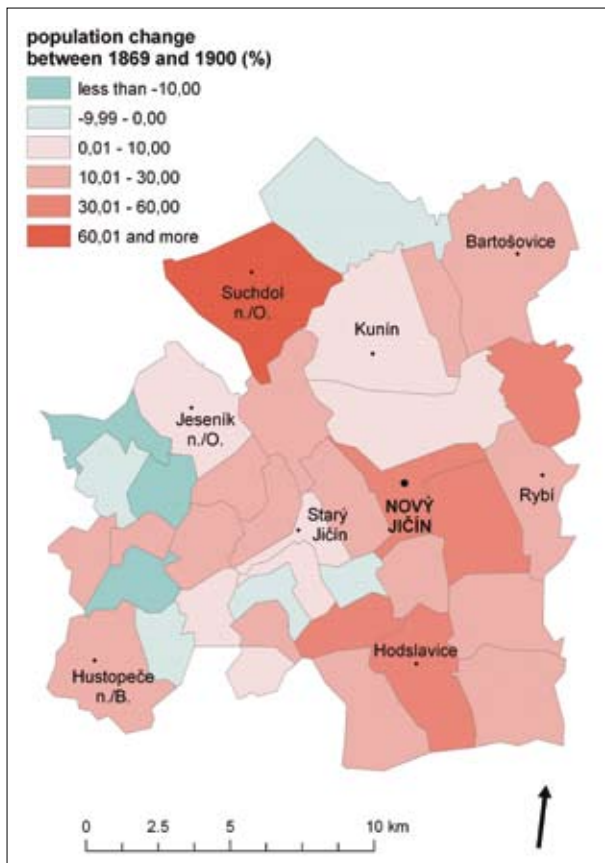 population change
between 1869 and 1900 (%)
less than -10,00
-9,99 - 0,00
0,01 - 10,00
10,01 - 30,00
30,01 - 60,00
60,01 and more
Bartošovice
Suchdol
n./O.
Kunín
Jeseník
n./O.
Starý
Jičín
NOVÝ
JIČÍN
Rybí
Hodslavice
Hustopeče
n./B.
0 2.5 5 10 km